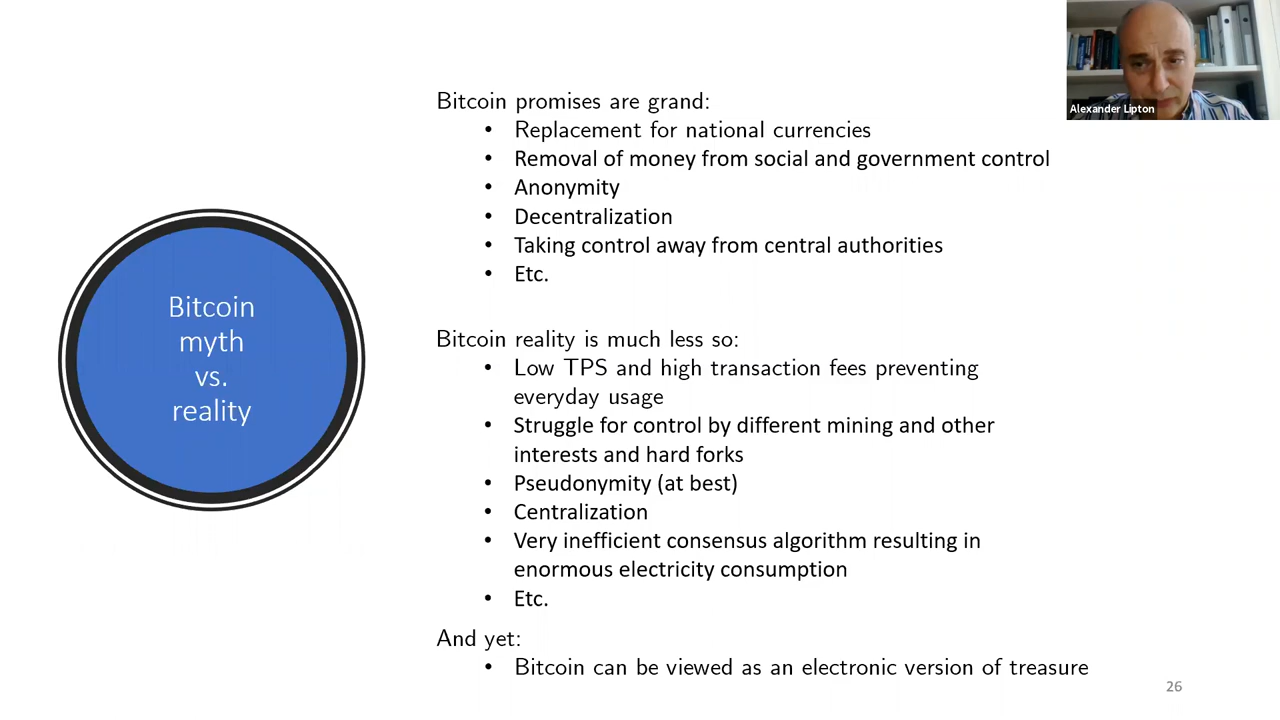 Alexander Lipton
Bitcoin
myth
vs.
reality
Bitcoin promises are grand:
• Replacement for national currencies
• Removal of money from social and government control
• Anonymity
• Decentralization
• Taking control away from central authorities
• Etc.
Bitcoin reality is much less so:
• Low TPS and high transaction fees preventing
everyday usage
• Struggle for control by different mining and other
interests and hard forks
• Pseudonymity (at best)
• Centralization
• Very inefficient consensus algorithm resulting in
enormous electricity consumption
• Etc.
And yet:
• Bitcoin can be viewed as an electronic version of treasure
26